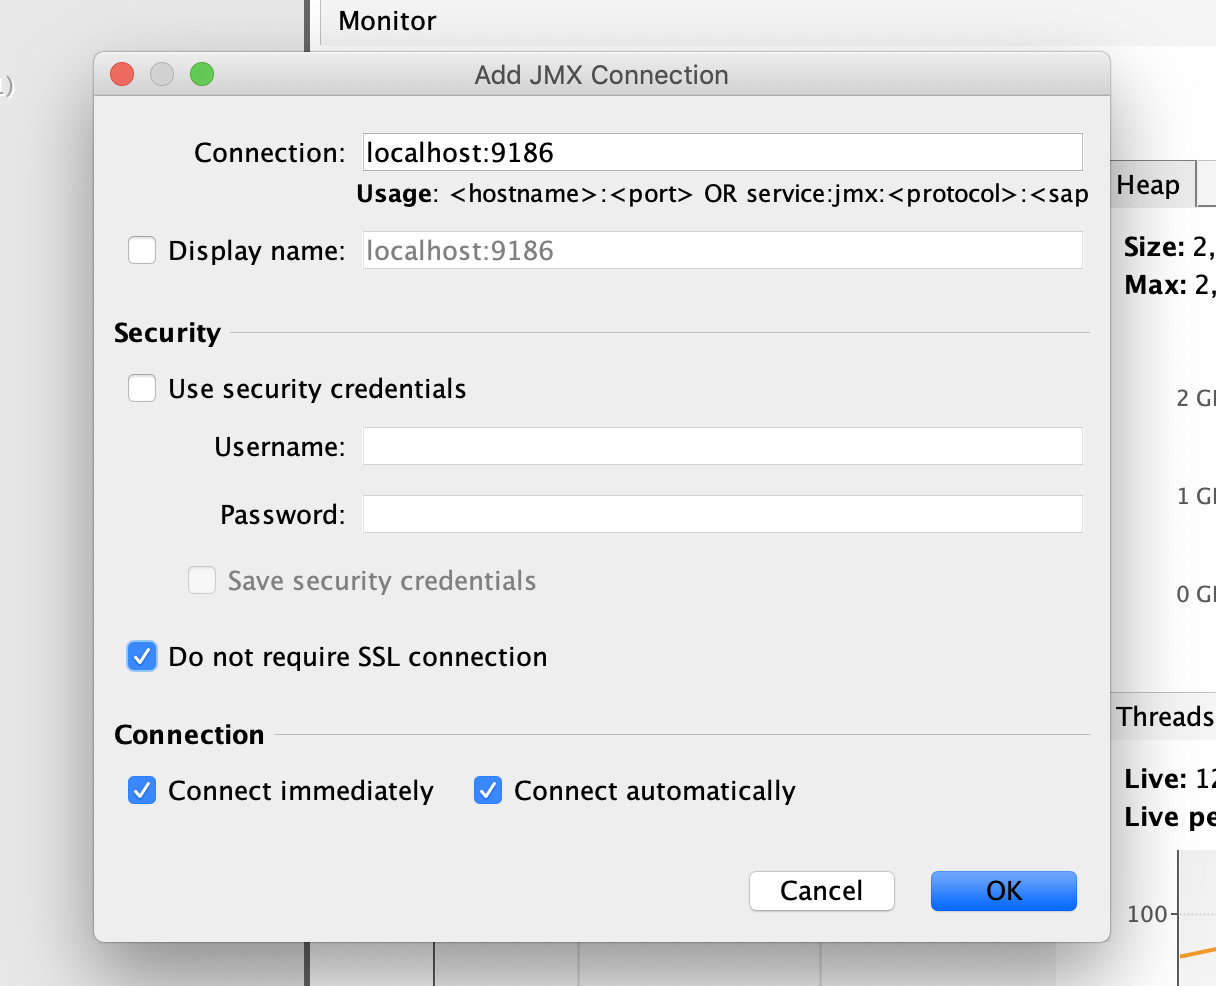 Monitor
Add JMX Connection
Connection: localhost:9186
Usage: <hostname>:<port> OR service:jmx:<protocol>:<sap
Display name: localhost:9186
Security
Use security credentials
Username:
Password:
Save security credentials
Do not require SSL connection
Connection
Connect immediately Connect automatically
Cancel OK
Heap
Size: 2,
Max: 2,
2 G
1 G
0 G
Threads
Live: 12
Live pe
100